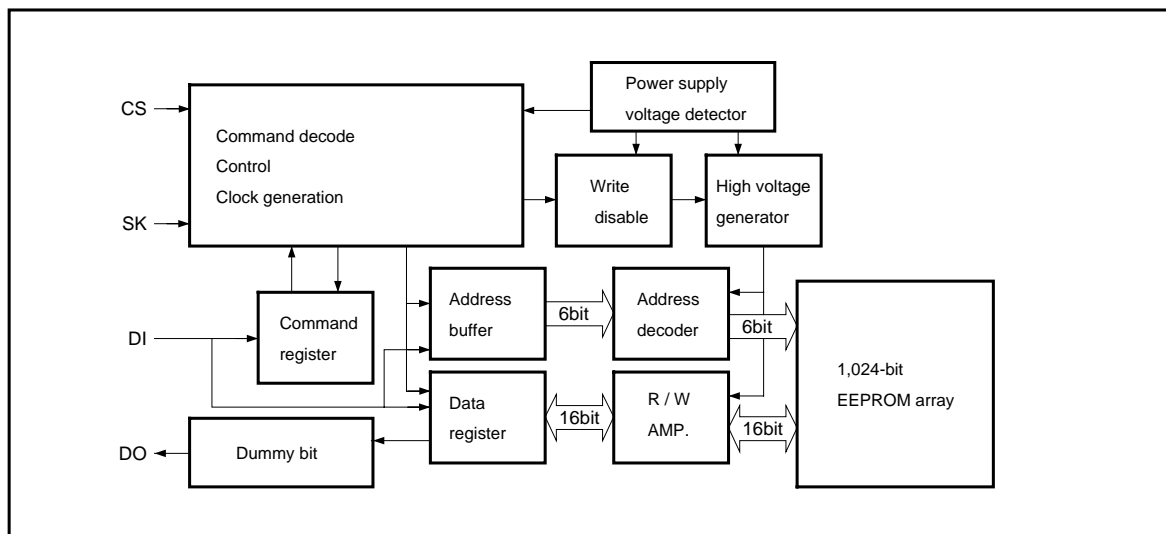 Power supply
voltage detector
CS
Command decode
Control
Clock generation
Write
disable
High voltage
generator
SK
Address
buffer
6bit
Address
decoder
6bit
Command
register
DI
1,024-bit
EEPROM array
Data
register
16bit
R / W
AMP.
16bit
DO
Dummy bit